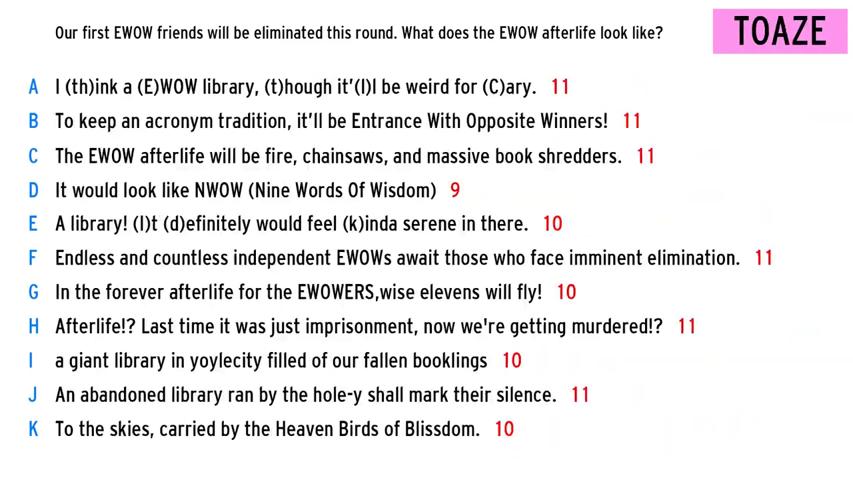 Our first EWOW friends will be eliminated this round. What does the EWOW afterlife look like?
TOAZE
A I (th)ink a (E)WOW library, (t)hough it'(l)l be weird for (C)ary. 11
B To keep an acronym tradition, it'll be Entrance With Opposite Winners! 11
C The EWOW afterlife will be fire, chainsaws, and massive book shredders. 11
D It would look like NWOW (Nine Words Of Wisdom) 9
E A library! (I)t (d)efinitely would feel (k)inda serene in there. 10
F Endless and countless independent EWOWs await those who face imminent elimination. 11
G In the forever afterlife for the EWOWERS,wise elevens will fly! 10
H Afterlife!? Last time it was just imprisonment, now we're getting murdered!? 11
I a giant library in yoylecity filled of our fallen booklings 10
J An abandoned library ran by the hole-y shall mark their silence. 11
K To the skies, carried by the Heaven Birds of Blissdom. 10